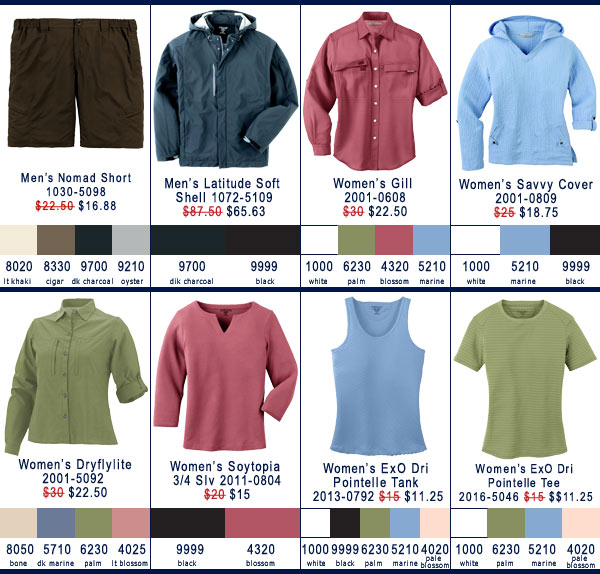 Men's Nomad Short
1030-5098
$22.50 $16.88
8020 8330 9700 9210
lt khaki cigar dk charcoal oyster
Men's Latitude Soft
Shell 1072-5109
$87.50 $65.63
9700 9999
dlk charcoal black
Women's Gill
2001-0608
$30 $22.50
1000 6230 4320 5210
white palm blossom marine
Women's Savvy Cover
2001-0809
$25 $18.75
1000 5210 9999
white marine black
Women's Dryflylite
2001-5092
$30 $22.50
8050 5710 6230 4025
bone dk marine palm lt blossom
Women's Soytopia
3/4 Slv 2011-0804
$20 $15
9999 4320
black blossom
Women's ExO Dri
Pointelle Tank
2013-0792 $15 $11.25
1000 9999 6230 5210 4020
white black palm marine pale
blossom
Women's ExO Dri
Pointelle Tee
2016-5046 $15 $$11.25
1000 6230 5210 4020
white palm marine pale
blossom